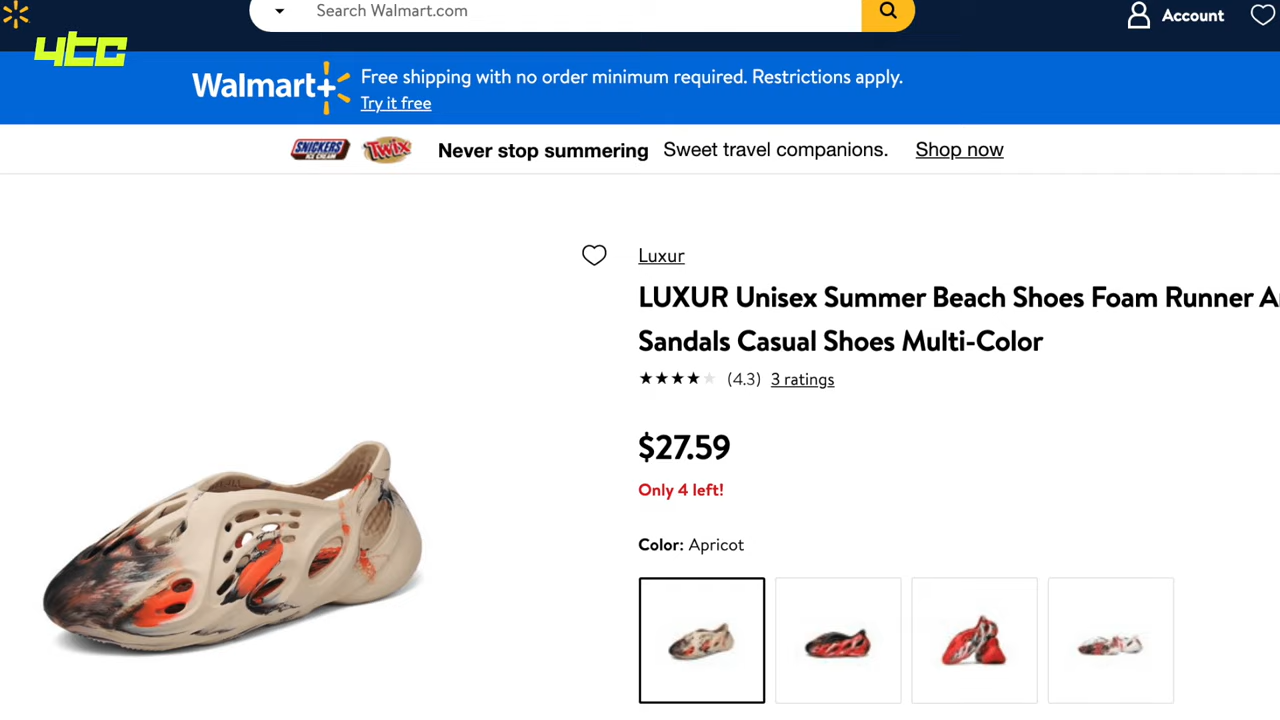 Search Walmart.com
Account
YTC
Walmart+
Free shipping with no order minimum required. Restrictions apply.
Try it free
SNICKERS
ICE CREAM
Twix
Never stop summering
Sweet travel companions.
Shop now
Luxur
LUXUR Unisex Summer Beach Shoes Foam Runner
Sandals Casual Shoes Multi-Color
(4.3)
3 ratings
$27.59
Only 4 left!
Color: Apricot